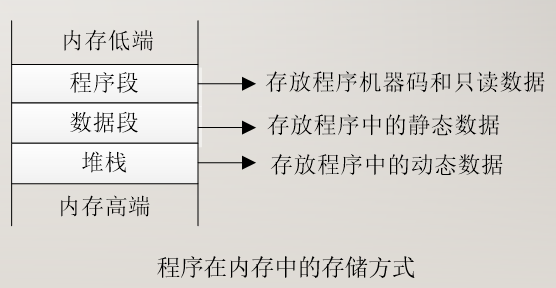 内存低端
程序段
存放程序机器码和只读数据
数据段
存放程序中的静态数据
堆栈
存放程序中的动态数据
内存高端
程序在内存中的存储方式